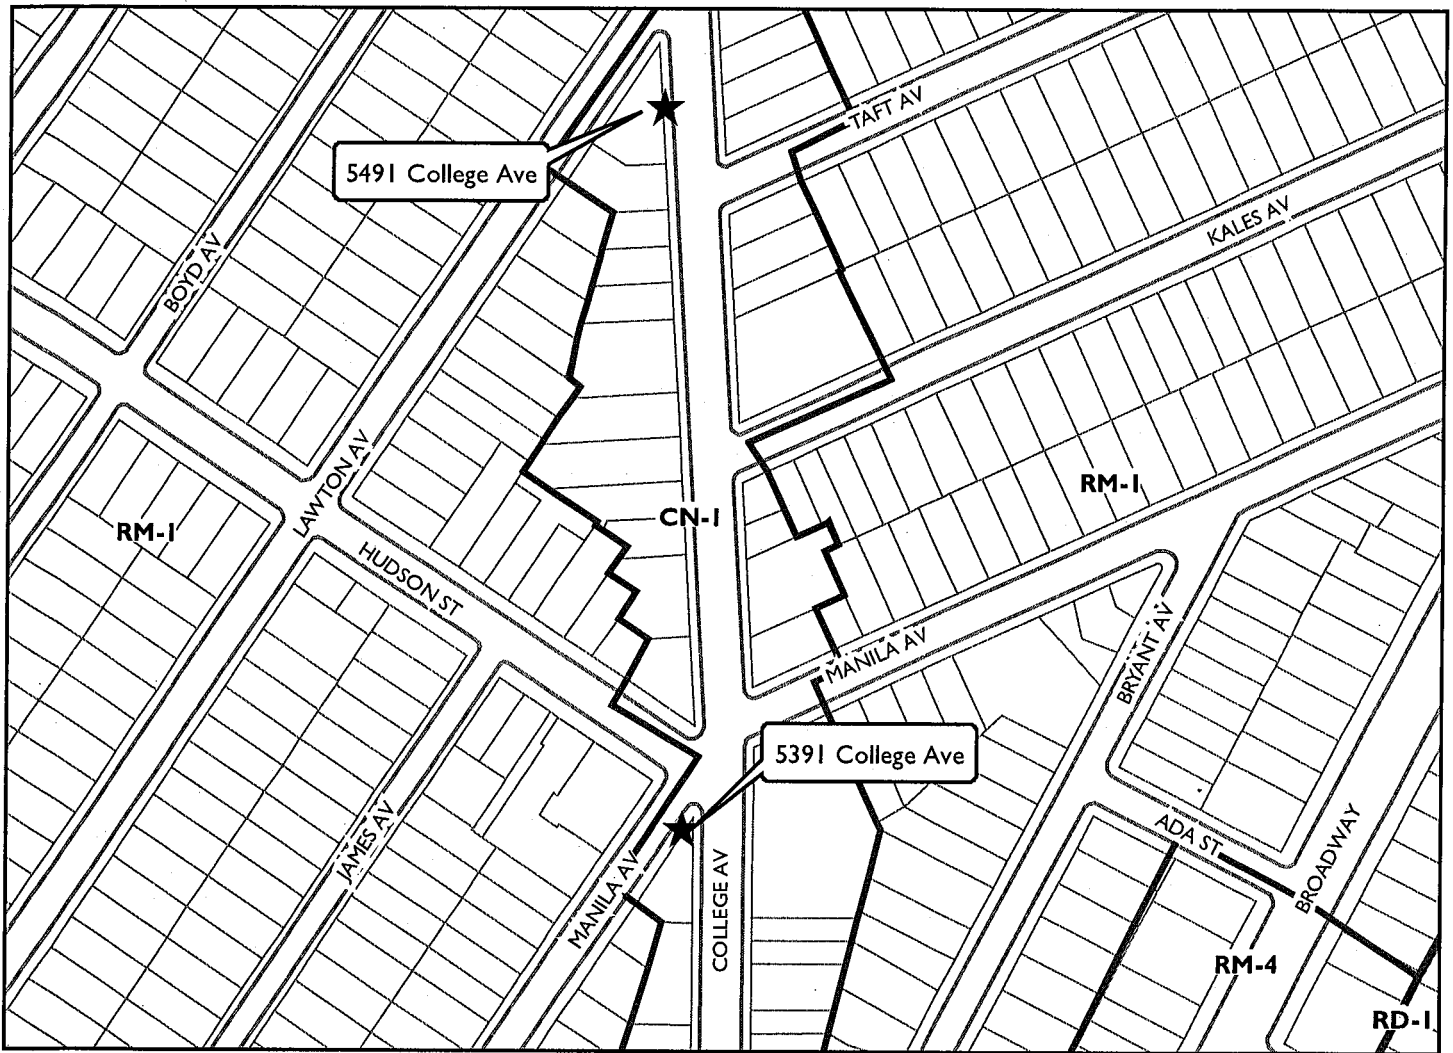 TAFT AV
5491 College Ave
KALES AV
BOYD AV
RM-1
CN-1
LAWTON AV
RM-1
HUDSON ST
MANILA AV
BRYANT AV
5391 College Ave
JAMES AV
ADA ST
BROADWAY
MANILA AV
COLLEGE AV
RM-4
RD-1